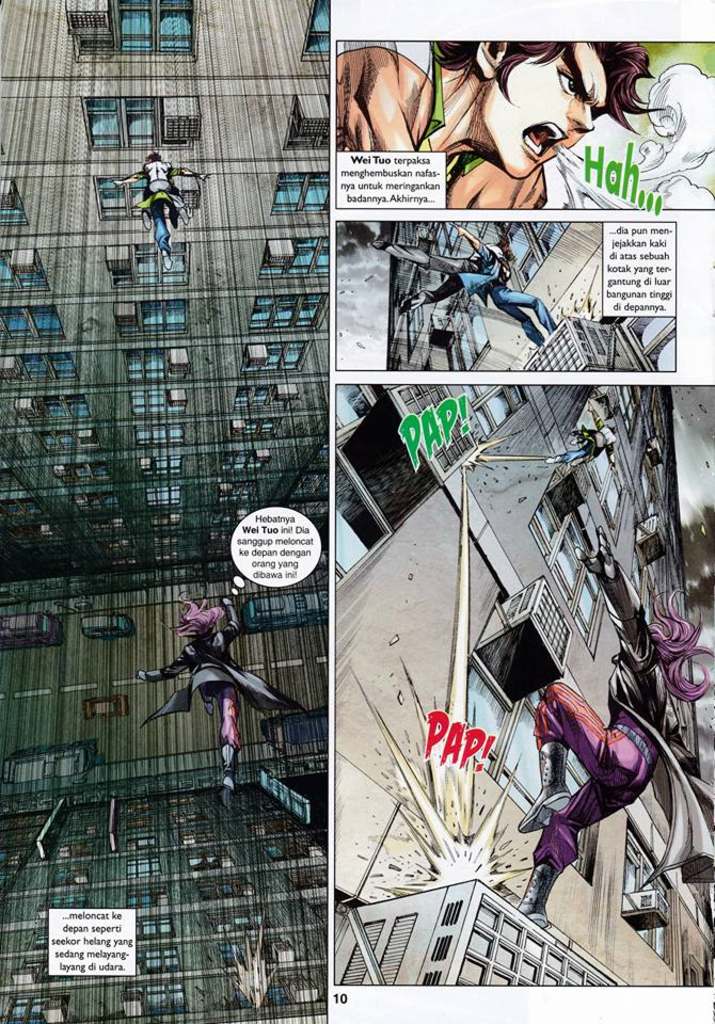 Hebatnya
Wei Tuo ini! Dia
sanggup meloncat
ke depan dengan
orang yang
dibawa ini!
...meloncat ke
depan seperti
seekor helang yang
sedang melayang-
layang di udara.
Wei Tuo terpaksa
menghembuskan nafas-
nya untuk meringankan
badannya. Akhirnya...
Hah...
...dia pun men-
jejakkan kaki
di atas sebuah
kotak yang ter-
gantung di luar
bangunan tinggi
di depannya.
PAP!
PAP!
10